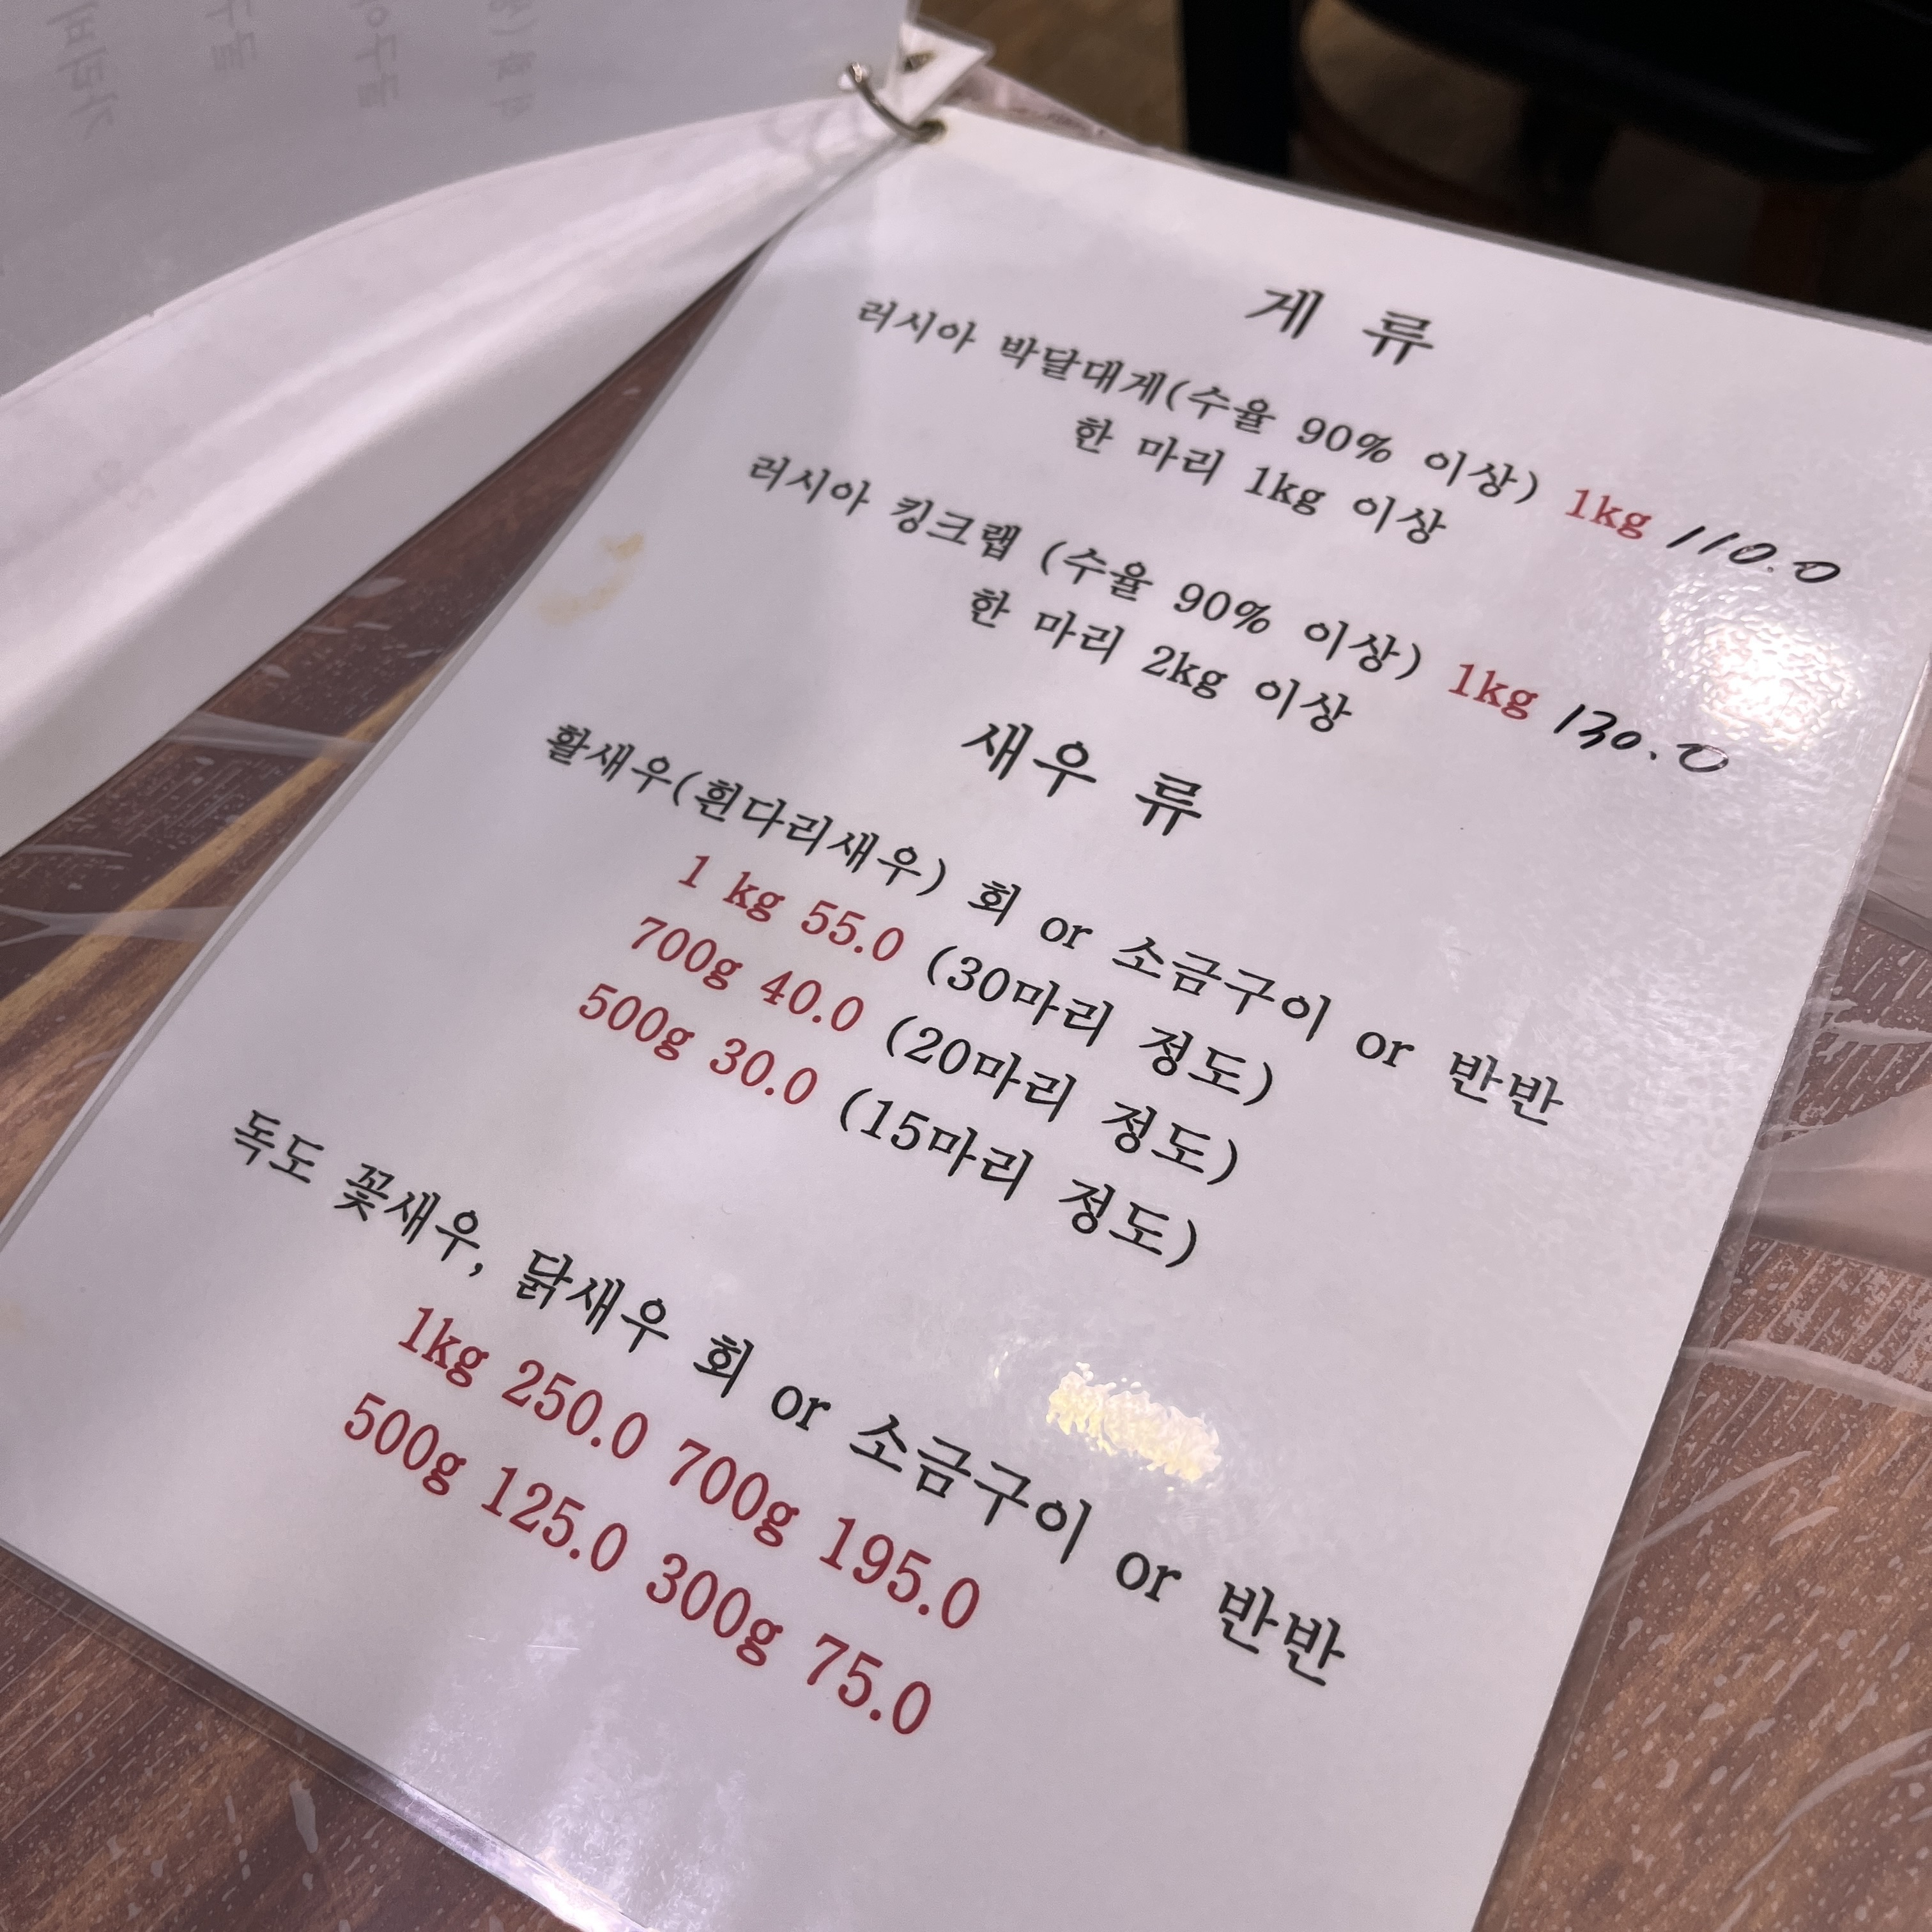 게 류
러시아 박달대게(수율 90% 이상) 1kg 110.0
한 마리 1kg 이상
러시아 킹크랩 (수율 90% 이상) 1kg 130.0
한 마리 2kg 이상
새우 류
활새우(흰다리새우) 회 or 소금구이 or 반반
1 kg 55.0 (30마리 정도)
700g 40.0 (20마리 정도)
500g 30.0 (15마리 정도)
독도 꽃새우, 닭새우 회 or 소금구이 or 반반
1kg 250.0 700g 195.0
500g 125.0 300g 75.0